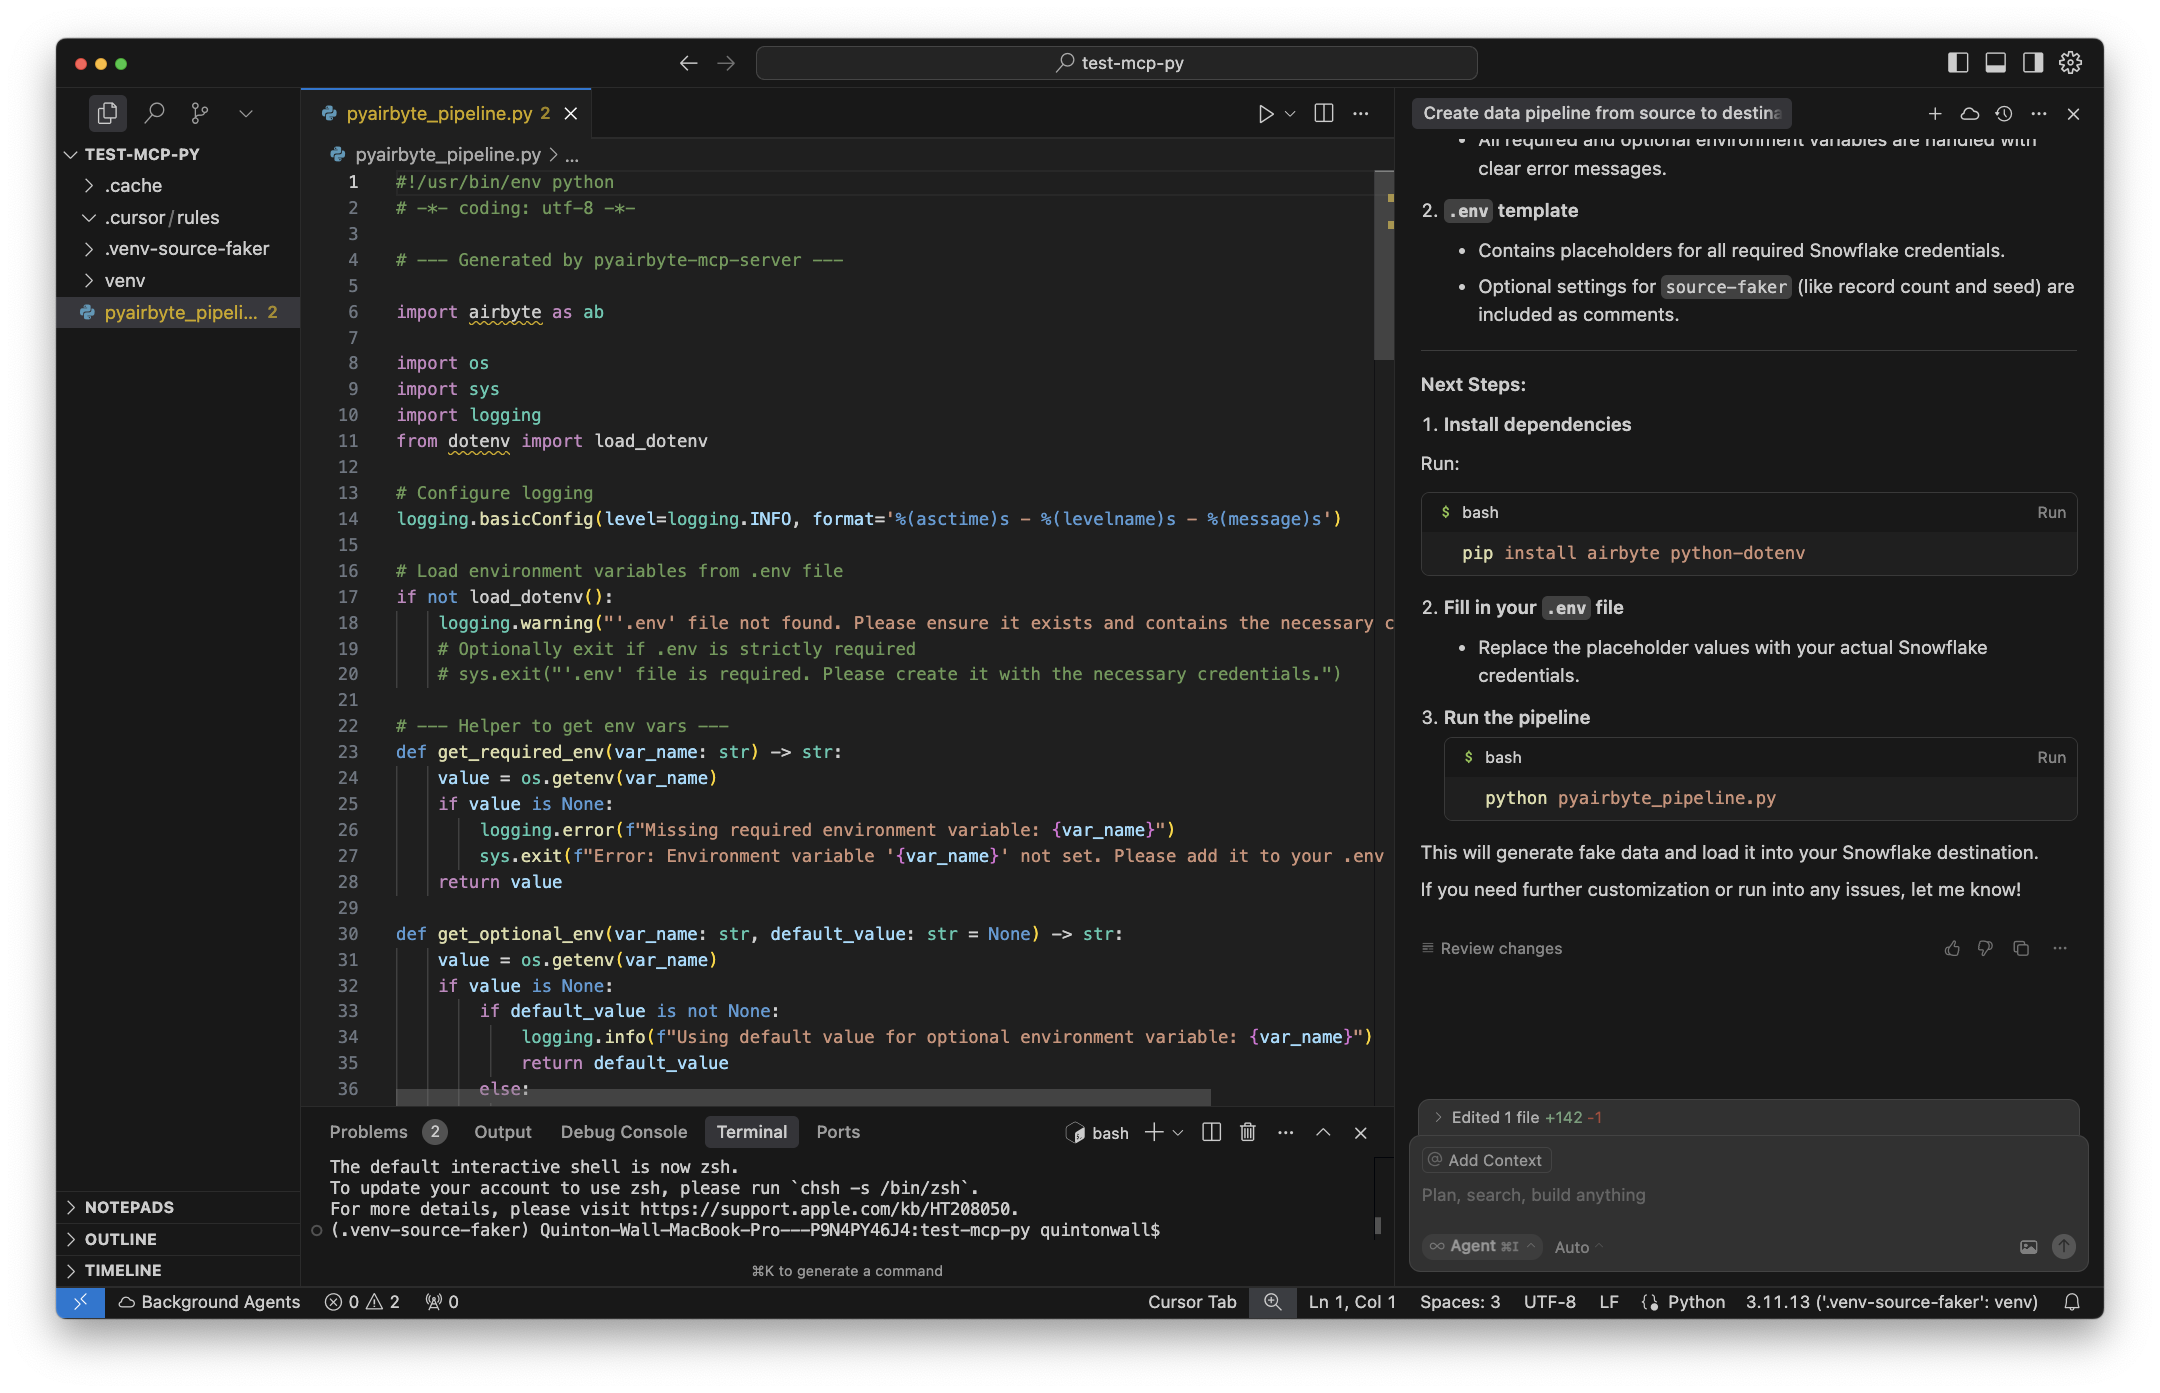 test-mcp-py
TEST-MCP-PY
.cache
.cursor/rules
.venv-source-faker
venv
pyairbyte_pipeli... 2
NOTEPADS
OUTLINE
TIMELINE
pyairbyte_pipeline.py 2
pyairbyte_pipeline.py > ...
1 #!/usr/bin/env python
2 # -*- coding: utf-8 -*-
3
4 # --- Generated by pyairbyte-mcp-server ---
5
6 import airbyte as ab
7
8 import os
9 import sys
10 import logging
11 from dotenv import load_dotenv
12
13 # Configure logging
14 logging.basicConfig(level=logging.INFO, format='%(asctime)s - %(levelname)s - %(message)s')
15
16 # Load environment variables from .env file
17 if not load_dotenv():
18 logging.warning("'.env' file not found. Please ensure it exists and contains the necessary c
19 # Optionally exit if .env is strictly required
20 # sys.exit("'.env' file is required. Please create it with the necessary credentials.")
21
22 # --- Helper to get env vars ---
23 def get_required_env(var_name: str) -> str:
24 value = os.getenv(var_name)
25 if value is None:
26 logging.error(f"Missing required environment variable: {var_name}")
27 sys.exit(f"Error: Environment variable '{var_name}' not set. Please add it to your .env
28 return value
29
30 def get_optional_env(var_name: str, default_value: str = None) -> str:
31 value = os.getenv(var_name)
32 if value is None:
33 if default_value is not None:
34 logging.info(f"Using default value for optional environment variable: {var_name}")
35 return default_value
36 else:
Problems 2 Output Debug Console Terminal Ports
bash
The default interactive shell is now zsh.
To update your account to use zsh, please run `chsh -s /bin/zsh`.
For more details, please visit https://support.apple.com/kb/HT208050.
(.venv-source-faker) Quinton-Wall-MacBook-Pro---P9N4PY46J4:test-mcp-py quintonwall$
⌘K to generate a command
Create data pipeline from source to destina
• All required and optional environment variables are handled with
clear error messages.
2. .env template
• Contains placeholders for all required Snowflake credentials.
• Optional settings for source-faker (like record count and seed) are
included as comments.
Next Steps:
1. Install dependencies
Run:
$ bash Run
pip install airbyte python-dotenv
2. Fill in your .env file
• Replace the placeholder values with your actual Snowflake
credentials.
3. Run the pipeline
$ bash Run
python pyairbyte_pipeline.py
This will generate fake data and load it into your Snowflake destination.
If you need further customization or run into any issues, let me know!
Review changes
Edited 1 file +142 -1
@ Add Context
Plan, search, build anything
∞ Agent ⌘I Auto
Background Agents 0 2 0
Cursor Tab Ln 1, Col 1 Spaces: 3 UTF-8 LF Python 3.11.13 ('.venv-source-faker': venv)